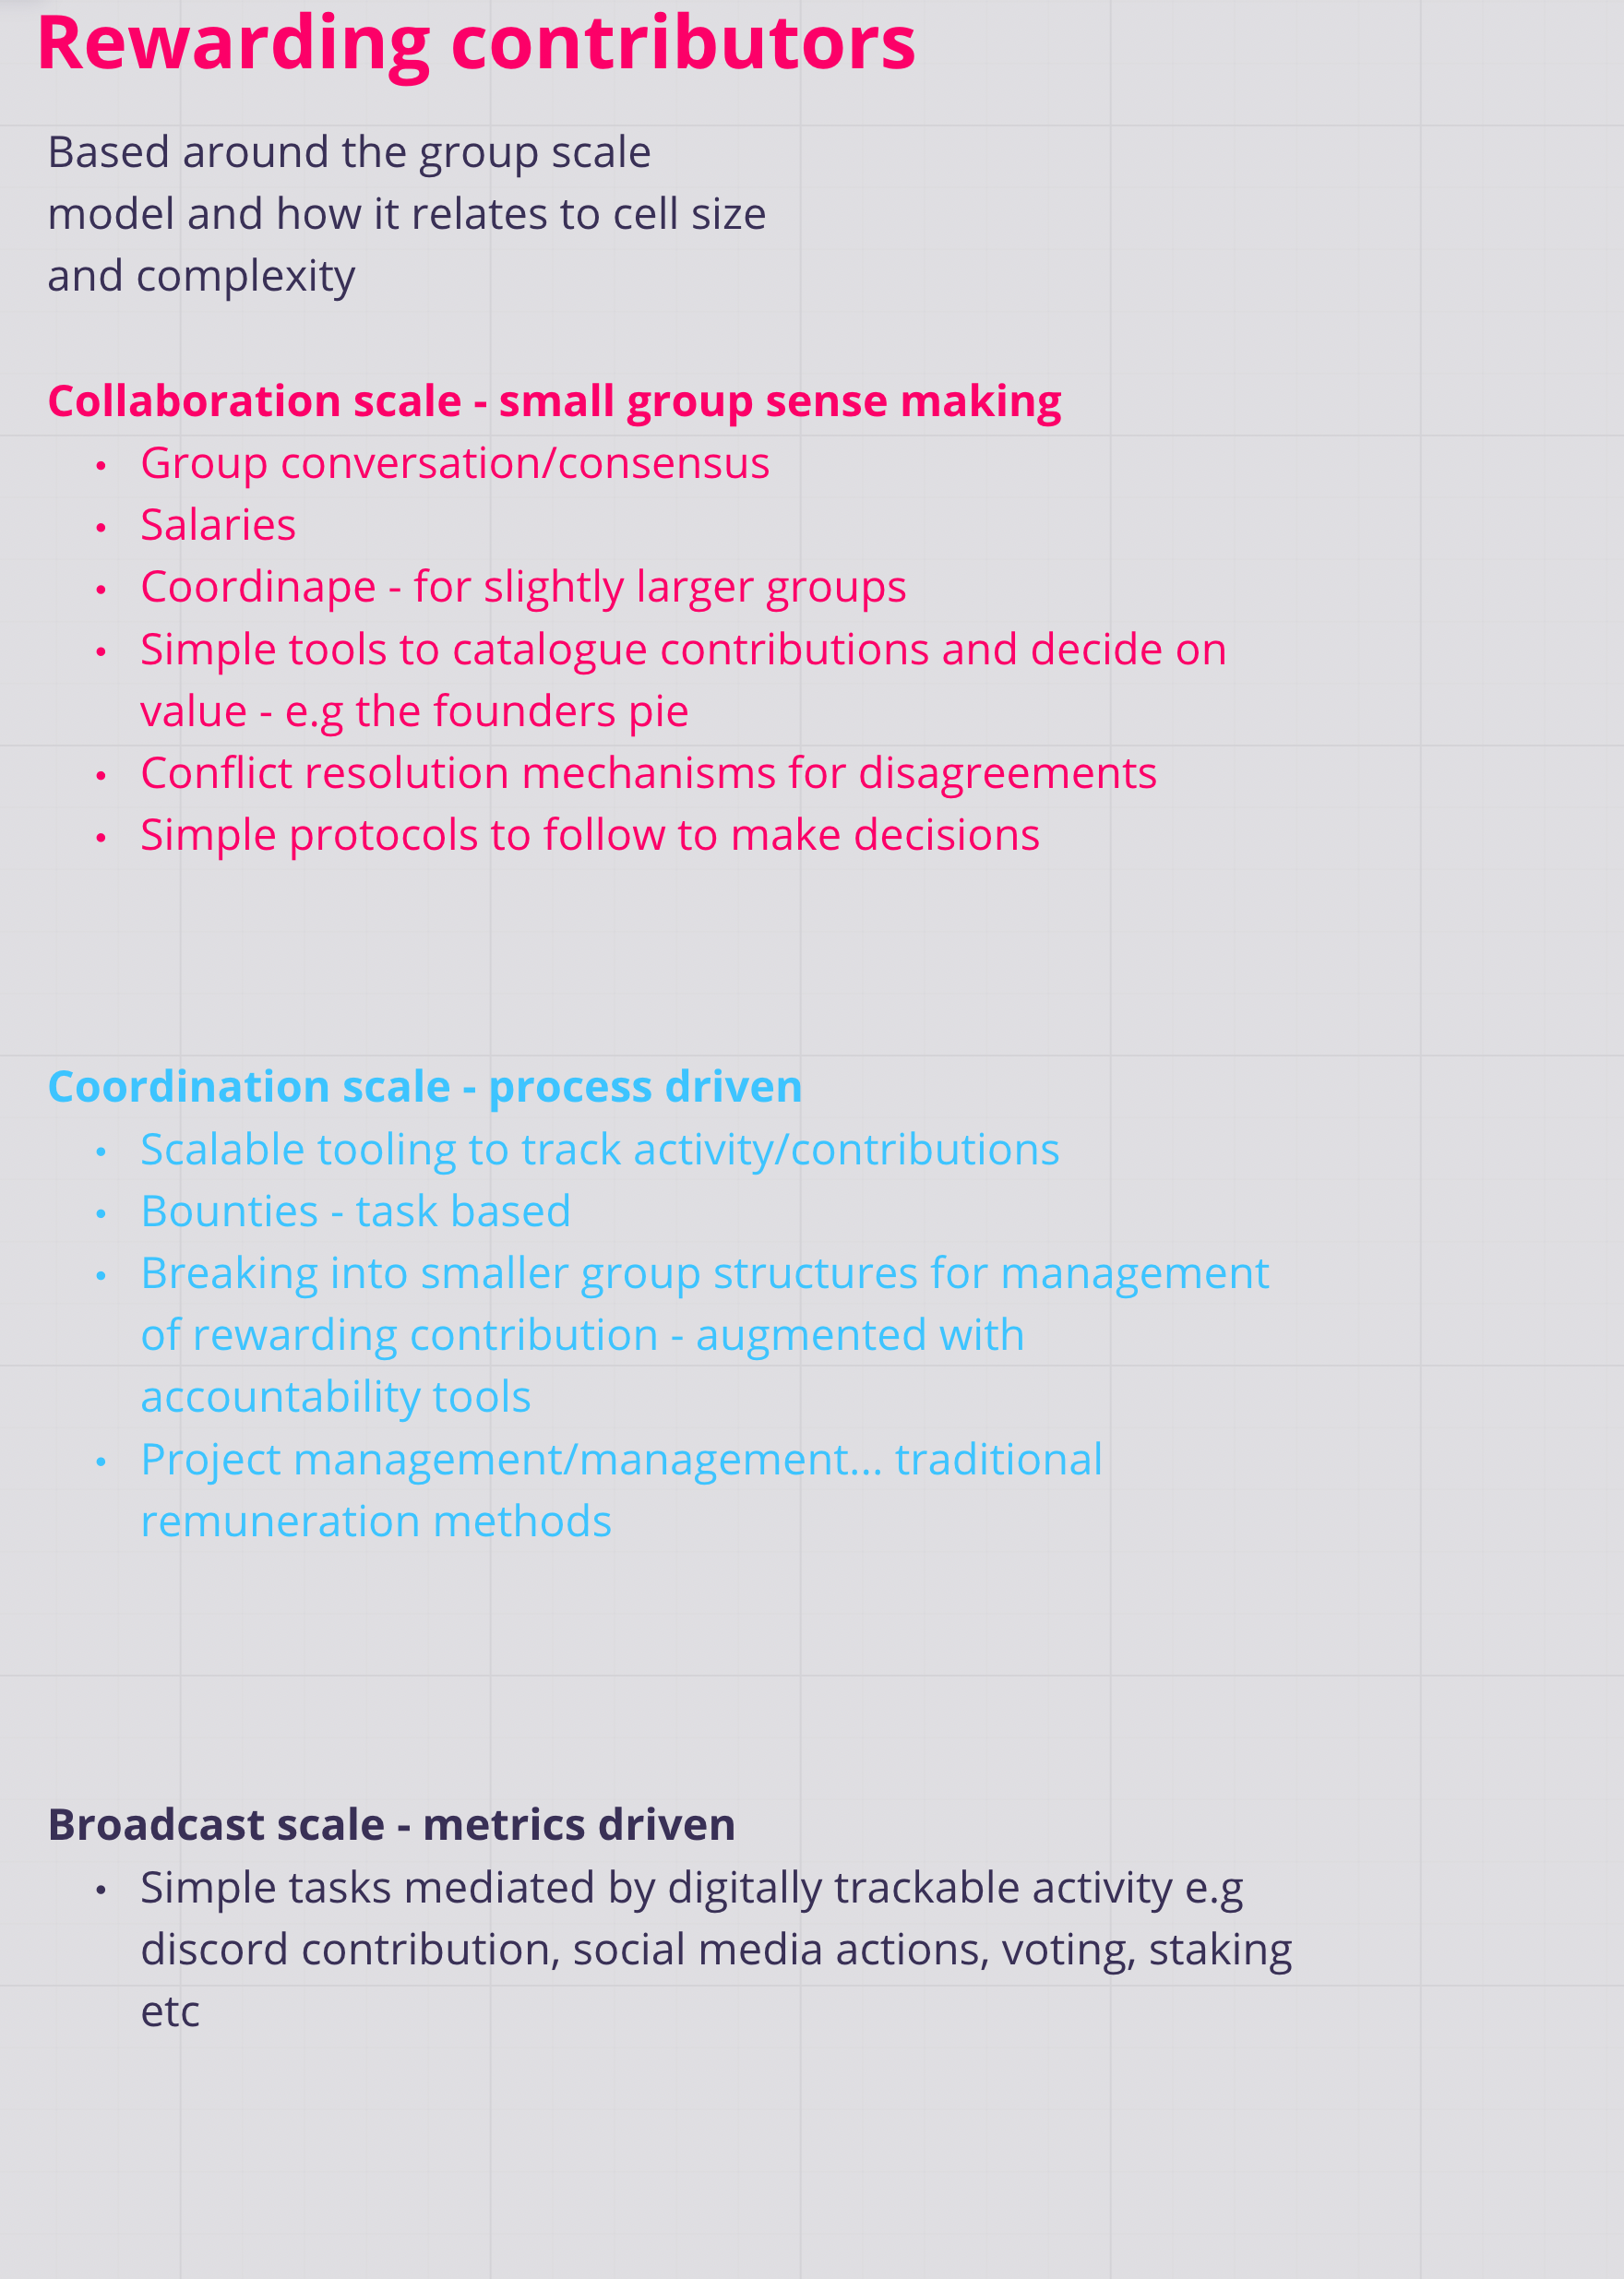 Rewarding contributors
Based around the group scale
model and how it relates to cell size
and complexity
Collaboration scale - small group sense making
• Group conversation/consensus
• Salaries
• Coordinape - for slightly larger groups
• Simple tools to catalogue contributions and decide on
value - e.g the founders pie
• Conflict resolution mechanisms for disagreements
• Simple protocols to follow to make decisions
Coordination scale - process driven
• Scalable tooling to track activity/contributions
• Bounties - task based
• Breaking into smaller group structures for management
of rewarding contribution - augmented with
accountability tools
• Project management/management... traditional
remuneration methods
Broadcast scale - metrics driven
• Simple tasks mediated by digitally trackable activity e.g
discord contribution, social media actions, voting, staking
etc